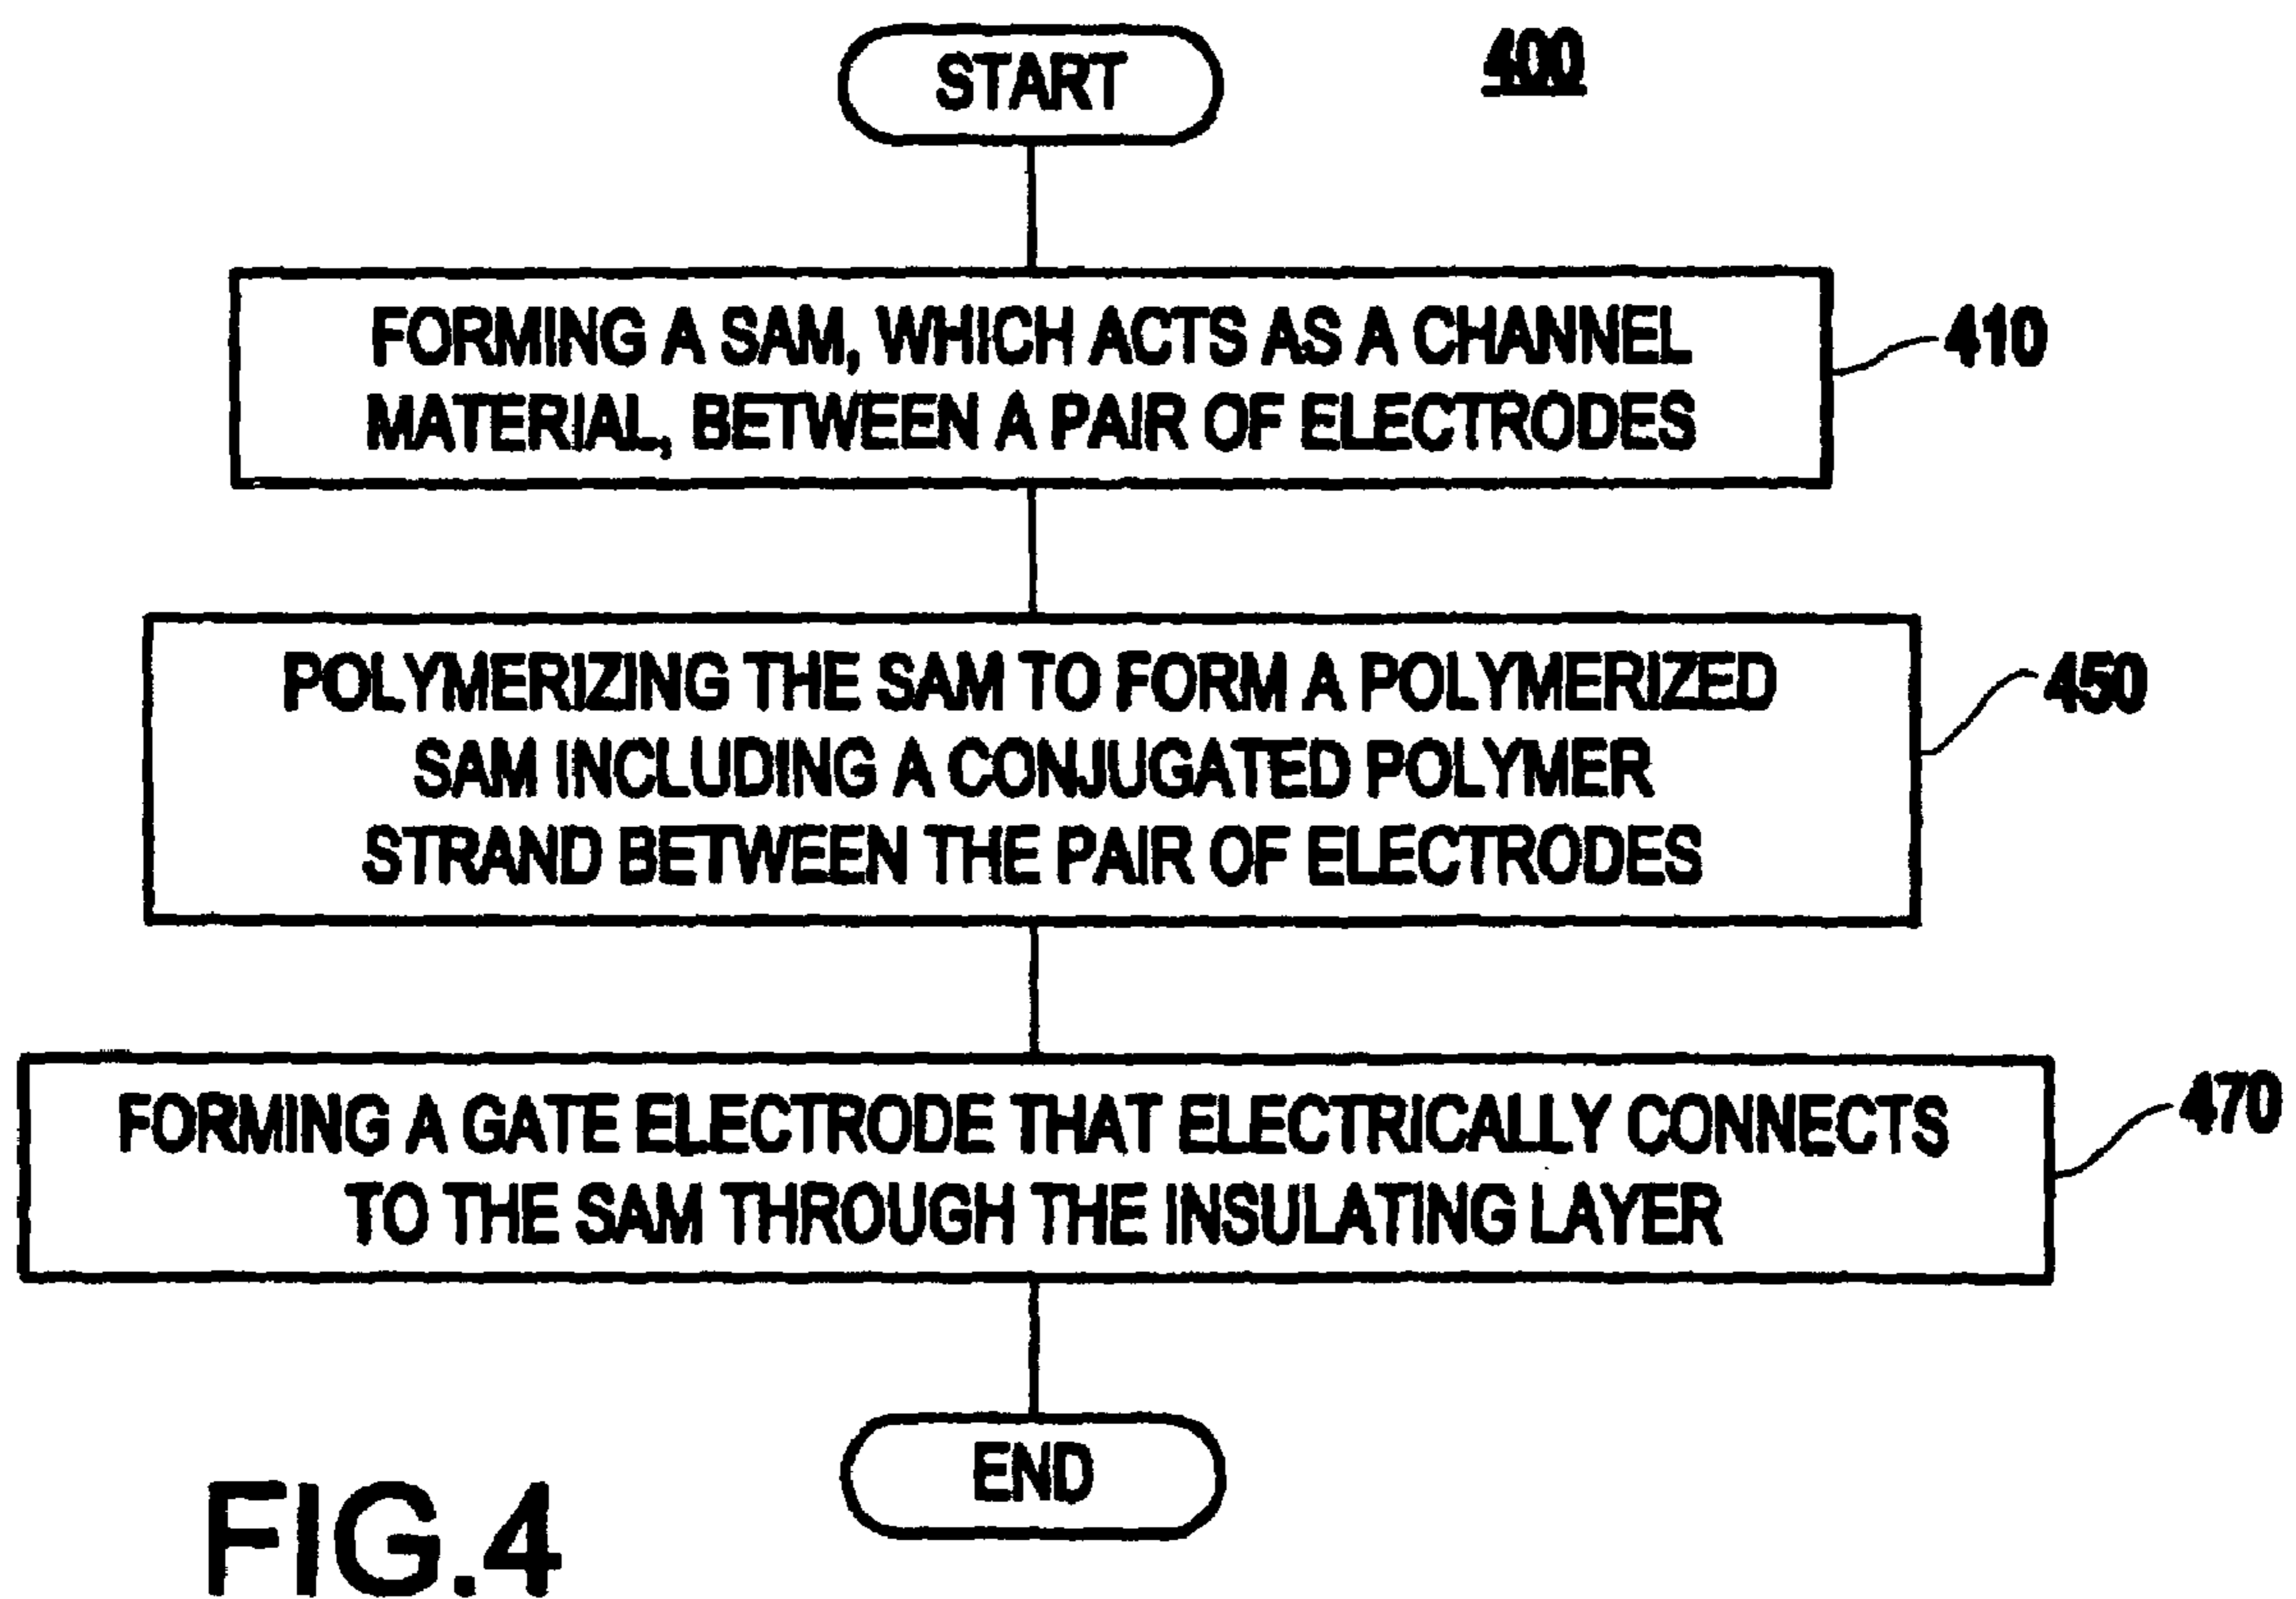 START
400
FORMING A SAM, WHICH ACTS AS A CHANNEL
MATERIAL, BETWEEN A PAIR OF ELECTRODES
410
POLYMERIZING THE SAM TO FORM A POLYMERIZED
SAM INCLUDING A CONJUGATED POLYMER
STRAND BETWEEN THE PAIR OF ELECTRODES
450
FORMING A GATE ELECTRODE THAT ELECTRICALLY CONNECTS
TO THE SAM THROUGH THE INSULATING LAYER
470
END
FIG.4